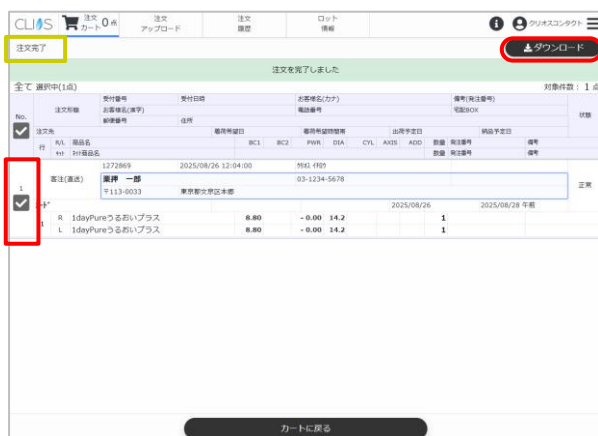 CLIOS 注文カート 0 点 注文アップロード 注文履歴 ロット情報 クリオスコンタクト
注文完了 ダウンロード
注文を完了しました
全て 選択中(1点) 対象件数: 1 点
No. 注文形態 受付番号 受付日時 お客様名(カナ) 備考(発注番号) 状態
お客様名(漢字) 電話番号 宅配BOX
郵便番号 住所
注文先 着荷希望日 着荷希望時間帯 出荷予定日 納品予定日
行 R/L 商品名 BC1 BC2 PWR DIA CYL AXIS ADD 数量 発注番号 備考
ｾｯﾄ ｾｯﾄ商品名 数量 発注番号 備考
1272869 2025/08/26 12:04:00
1 客注(直送) 栗押 一郎 03-1234-5678 正常
〒113-0033 東京都文京区本郷
2025/08/26 2025/08/28 午前
1 R 1dayPureうるおいプラス 8.80 - 0.00 14.2 1
L 1dayPureうるおいプラス 8.80 - 0.00 14.2 1
カートに戻る